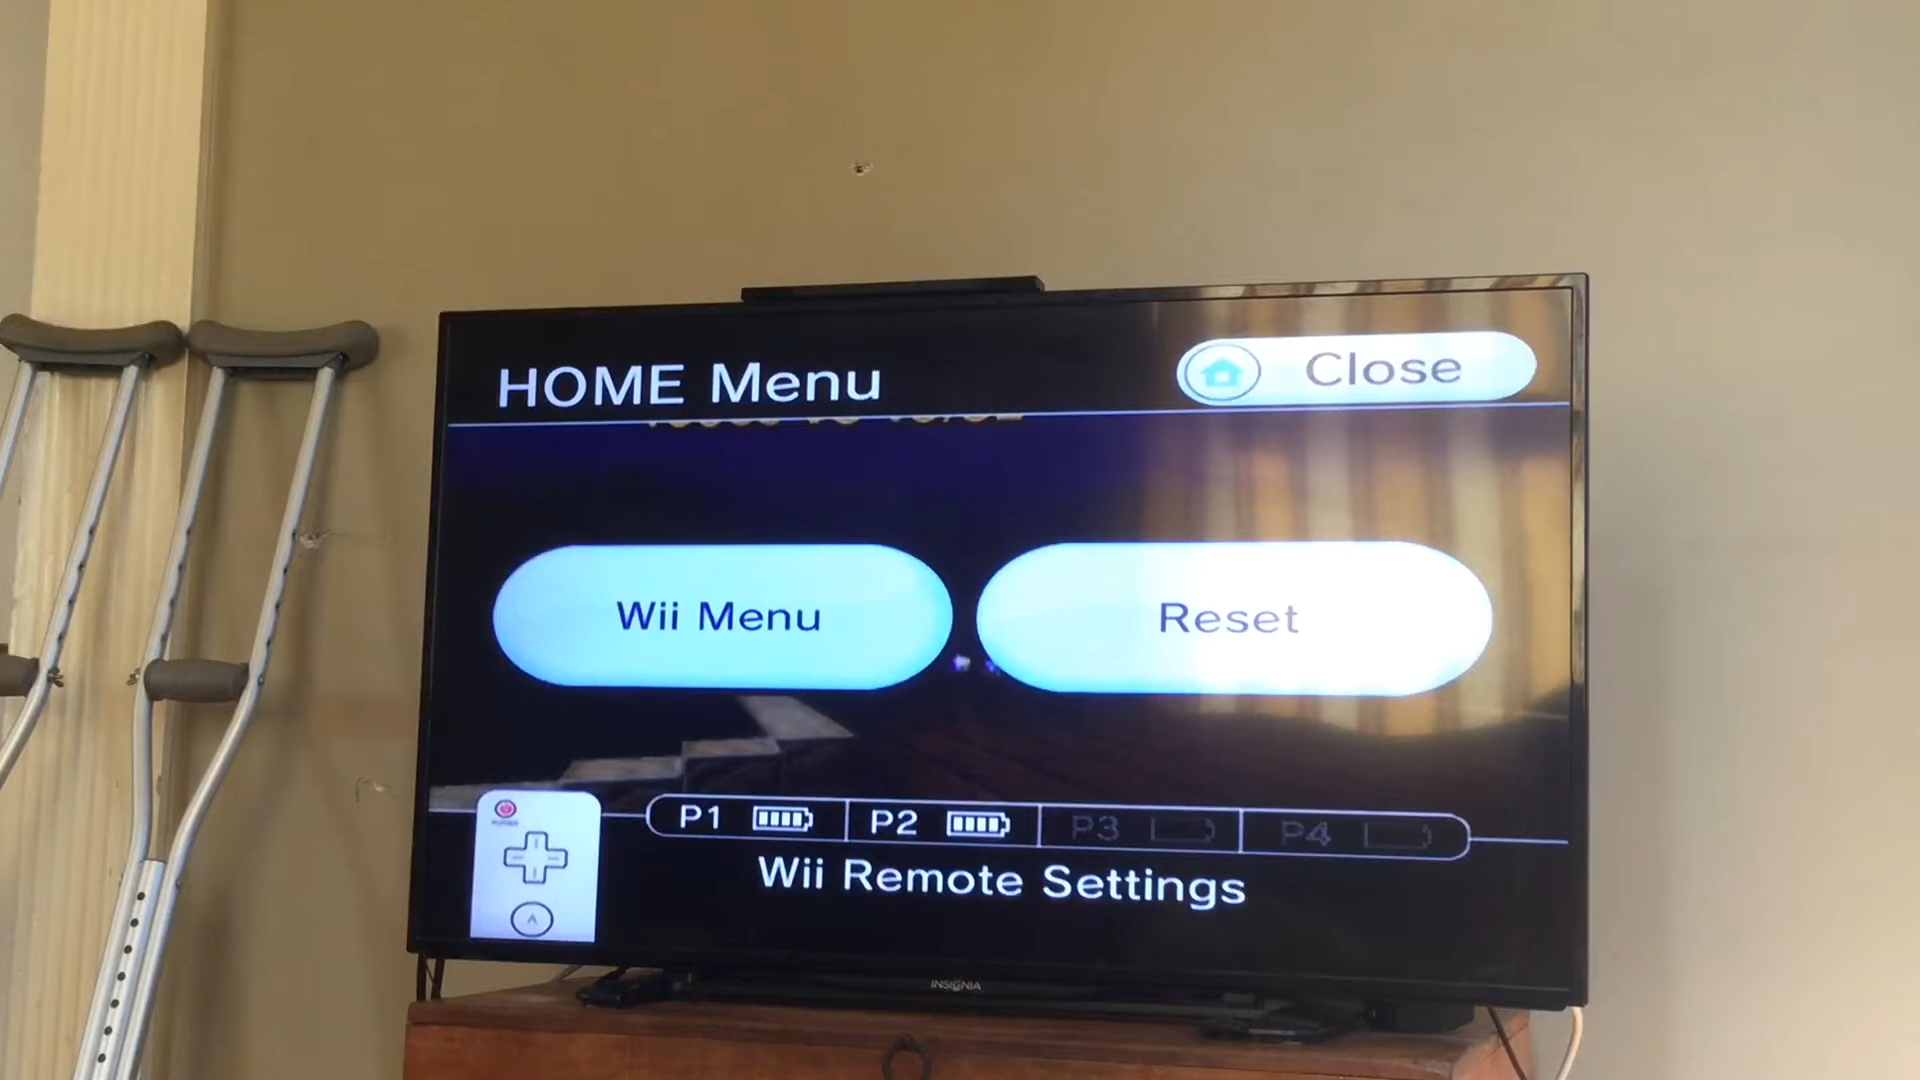 HOME Menu
Close
Wii Menu
Reset
P1
P2
P3
P4
Wii Remote Settings
A
INSIGNIA